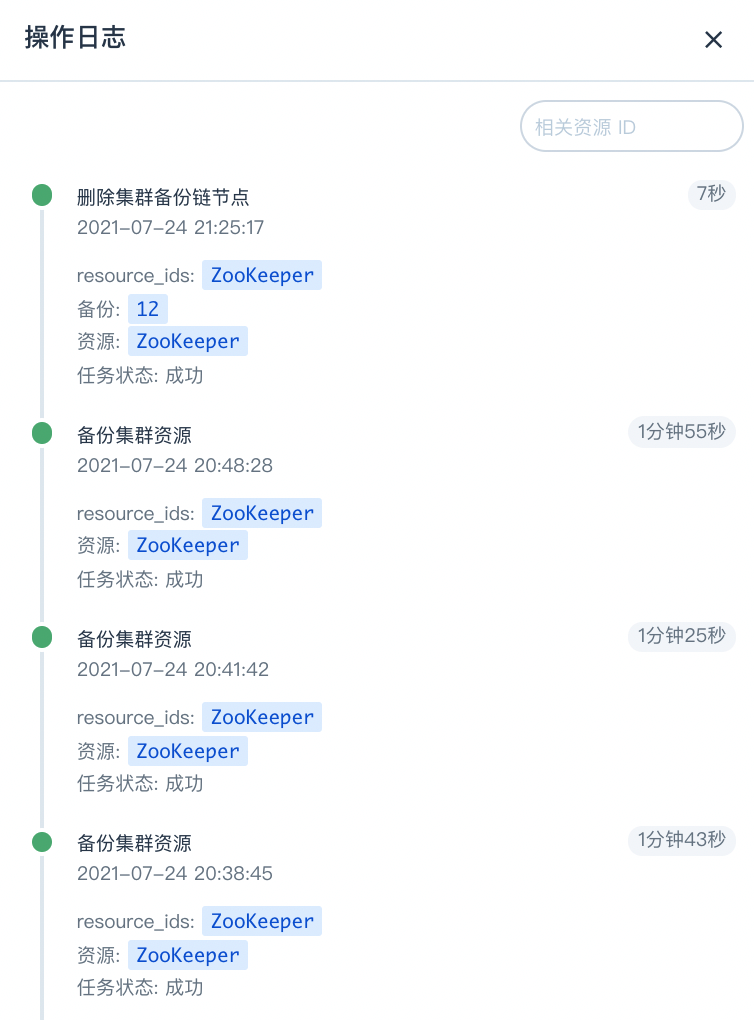 操作日志
相关资源 ID
删除集群备份链节点 7秒
2021-07-24 21:25:17
resource_ids: ZooKeeper
备份: 12
资源: ZooKeeper
任务状态: 成功
备份集群资源 1分钟55秒
2021-07-24 20:48:28
resource_ids: ZooKeeper
资源: ZooKeeper
任务状态: 成功
备份集群资源 1分钟25秒
2021-07-24 20:41:42
resource_ids: ZooKeeper
资源: ZooKeeper
任务状态: 成功
备份集群资源 1分钟43秒
2021-07-24 20:38:45
resource_ids: ZooKeeper
资源: ZooKeeper
任务状态: 成功